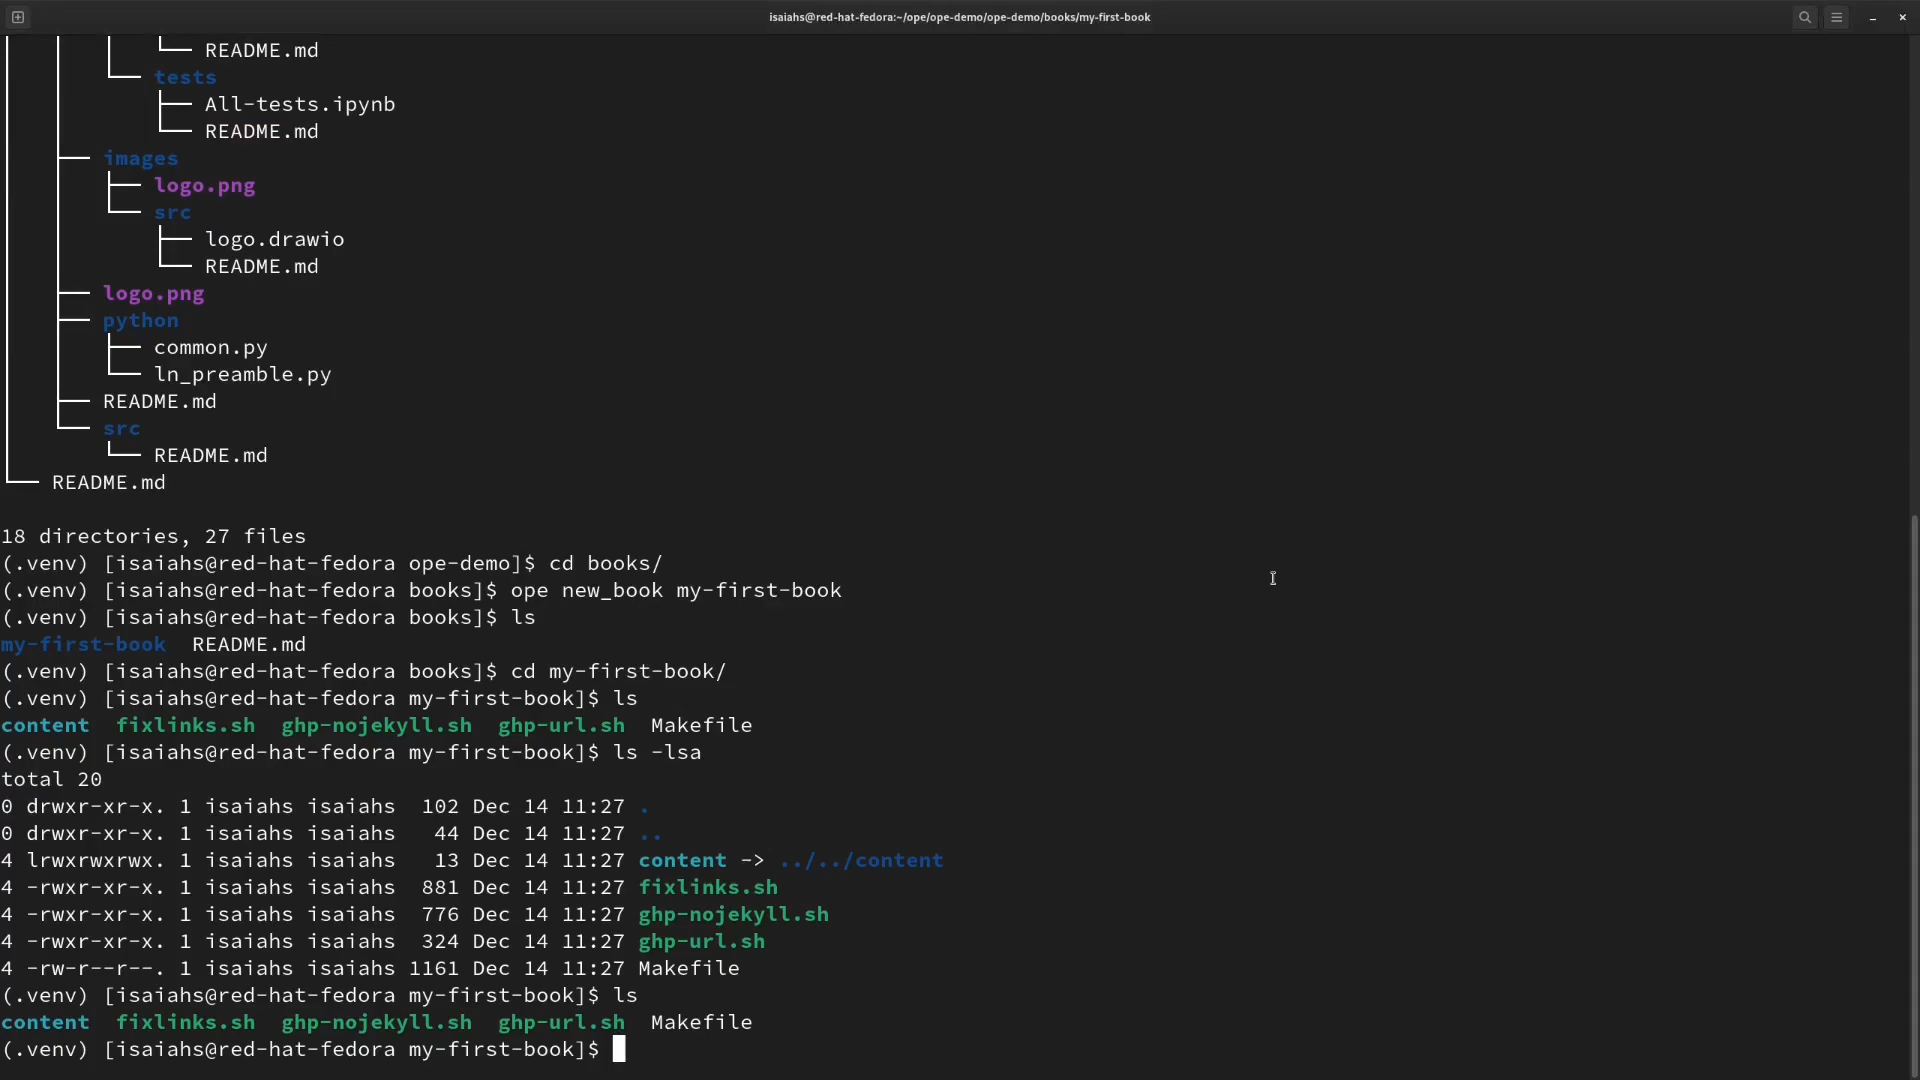 isaiahs@red-hat-fedora:~/ope/ope-demo/ope-demo/books/my-first-book
README.md
tests
All-tests.ipynb
README.md
images
logo.png
src
logo.drawio
README.md
logo.png
python
common.py
ln_preamble.py
README.md
src
README.md
README.md
18 directories, 27 files
(.venv) [isaiahs@red-hat-fedora ope-demo]$ cd books/
(.venv) [isaiahs@red-hat-fedora books]$ ope new_book my-first-book
(.venv) [isaiahs@red-hat-fedora books]$ ls
my-first-book  README.md
(.venv) [isaiahs@red-hat-fedora books]$ cd my-first-book/
(.venv) [isaiahs@red-hat-fedora my-first-book]$ ls
content  fixlinks.sh  ghp-nojekyll.sh  ghp-url.sh  Makefile
(.venv) [isaiahs@red-hat-fedora my-first-book]$ ls -lsa
total 20
0 drwxr-xr-x. 1 isaiahs isaiahs  102 Dec 14 11:27 .
0 drwxr-xr-x. 1 isaiahs isaiahs   44 Dec 14 11:27 ..
4 lrwxrwxrwx. 1 isaiahs isaiahs   13 Dec 14 11:27 content -> ../../content
4 -rwxr-xr-x. 1 isaiahs isaiahs  881 Dec 14 11:27 fixlinks.sh
4 -rwxr-xr-x. 1 isaiahs isaiahs  776 Dec 14 11:27 ghp-nojekyll.sh
4 -rwxr-xr-x. 1 isaiahs isaiahs  324 Dec 14 11:27 ghp-url.sh
4 -rw-r--r--. 1 isaiahs isaiahs 1161 Dec 14 11:27 Makefile
(.venv) [isaiahs@red-hat-fedora my-first-book]$ ls
content  fixlinks.sh  ghp-nojekyll.sh  ghp-url.sh  Makefile
(.venv) [isaiahs@red-hat-fedora my-first-book]$